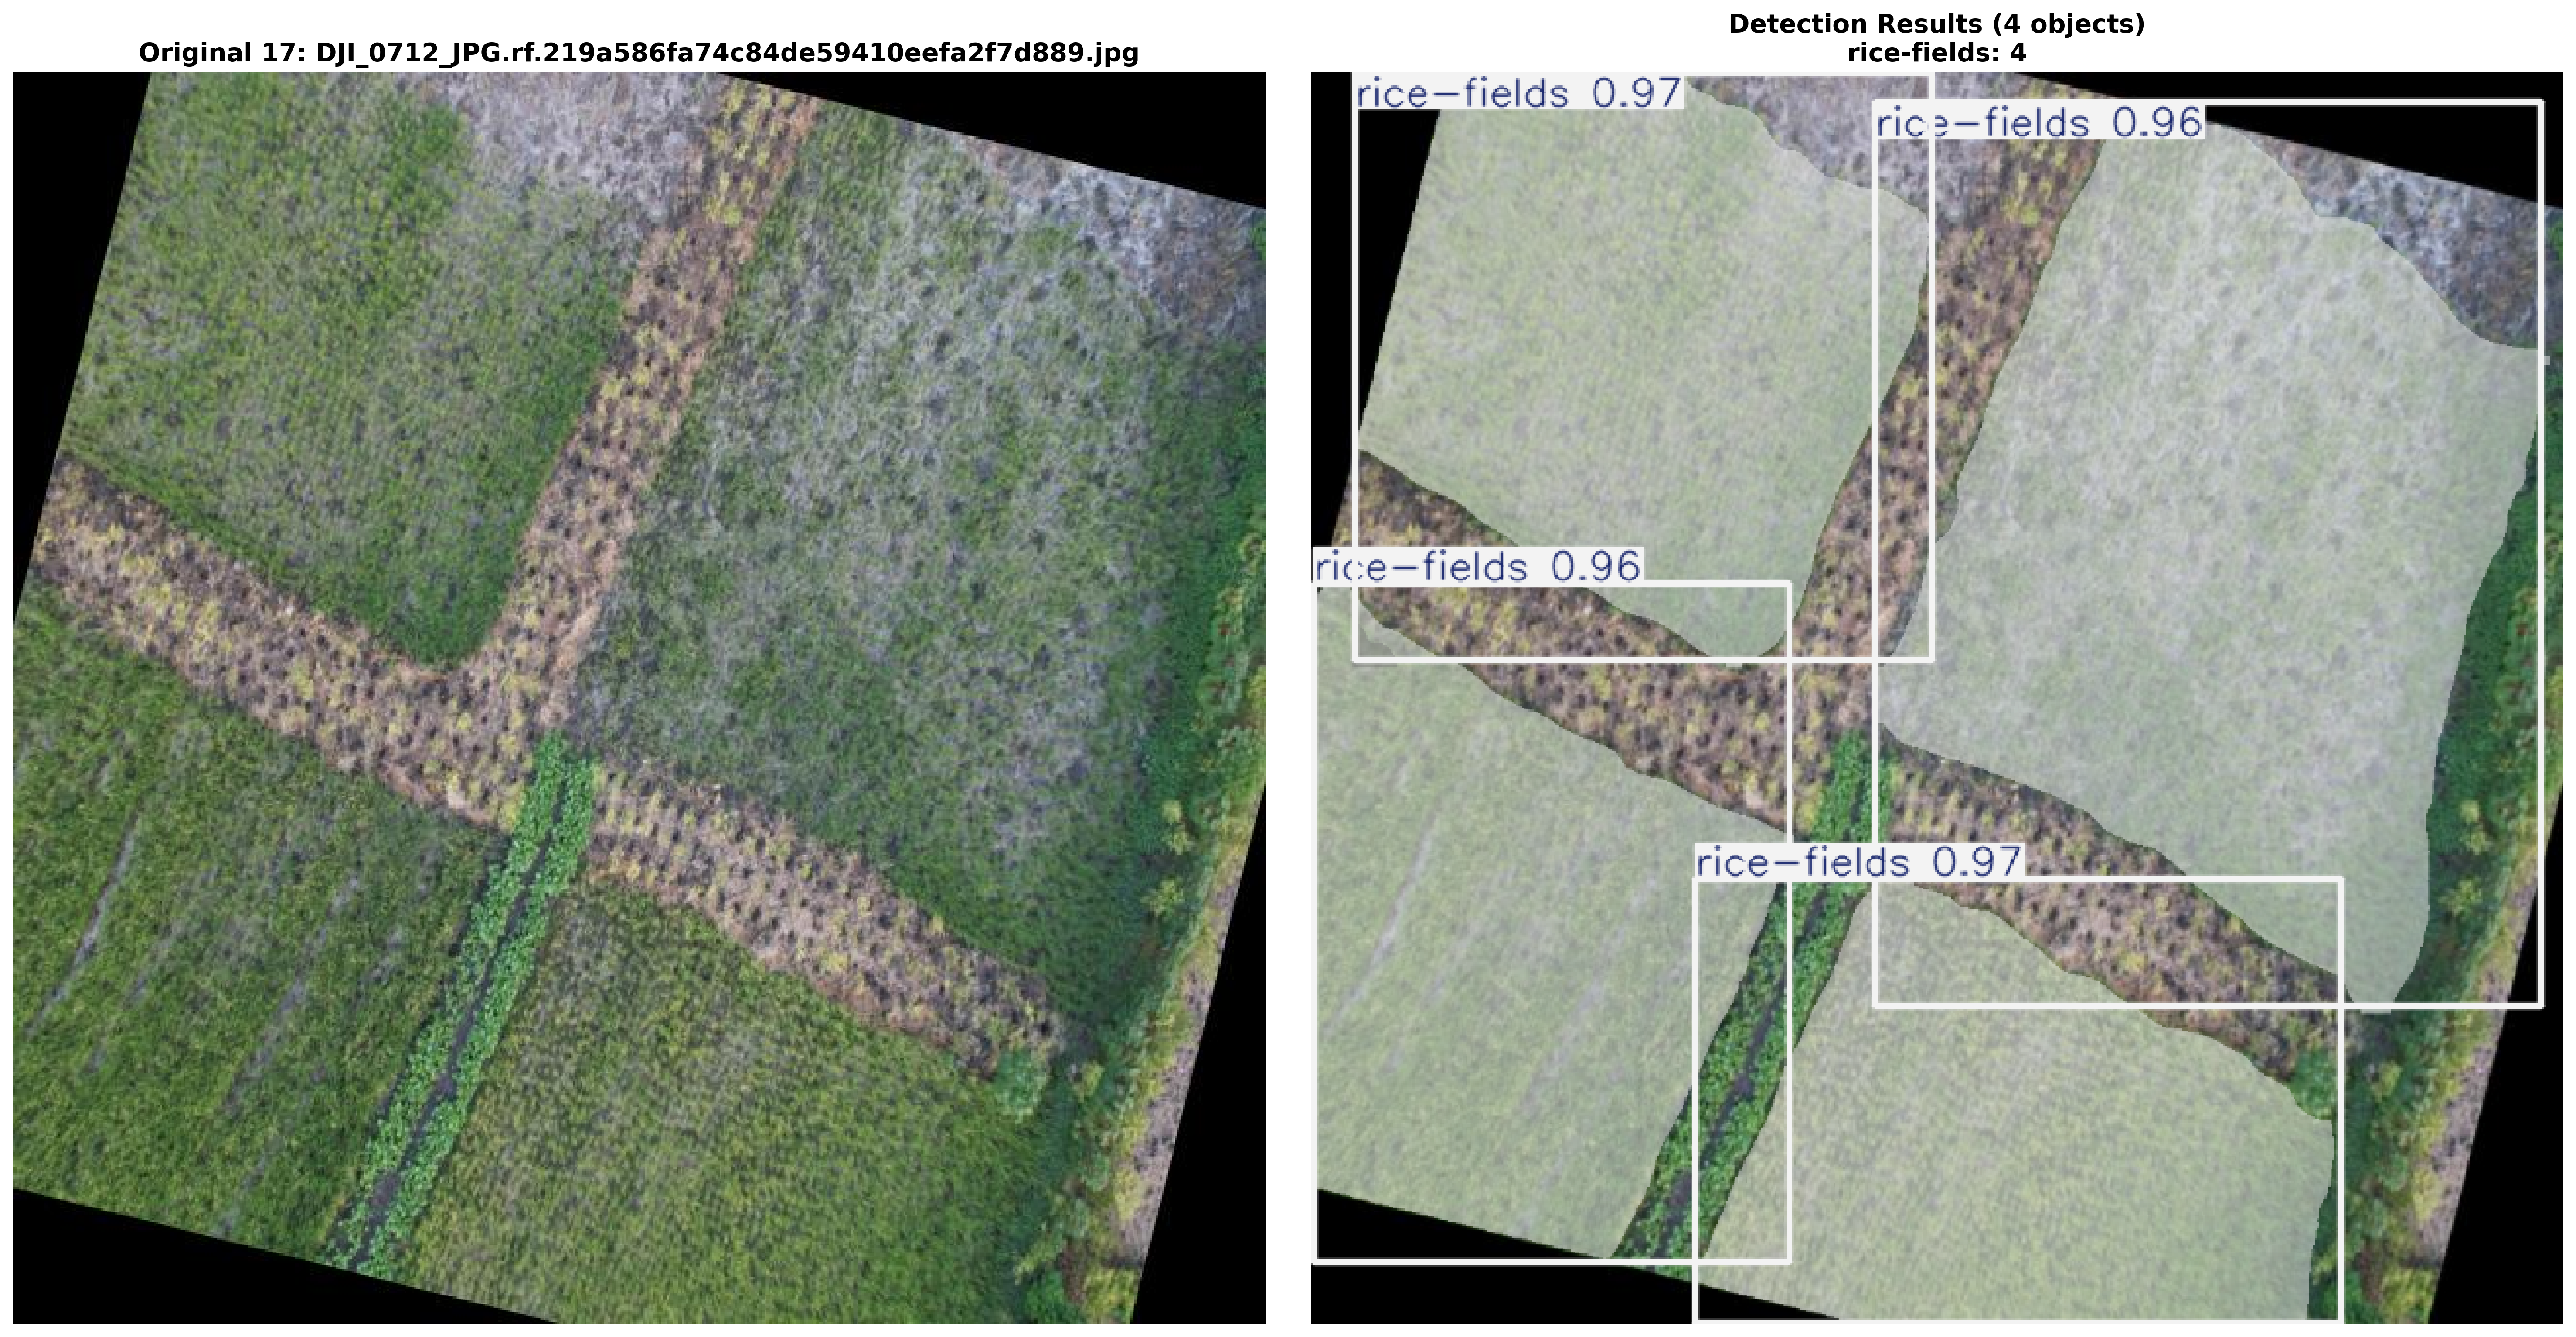 Original 17: DJI_0712_JPG.rf.219a586fa74c84de59410eefa2f7d889.jpg
Detection Results (4 objects)
rice-fields: 4
rice-fields 0.97
rice-fields 0.96
rice-fields 0.96
rice-fields 0.97